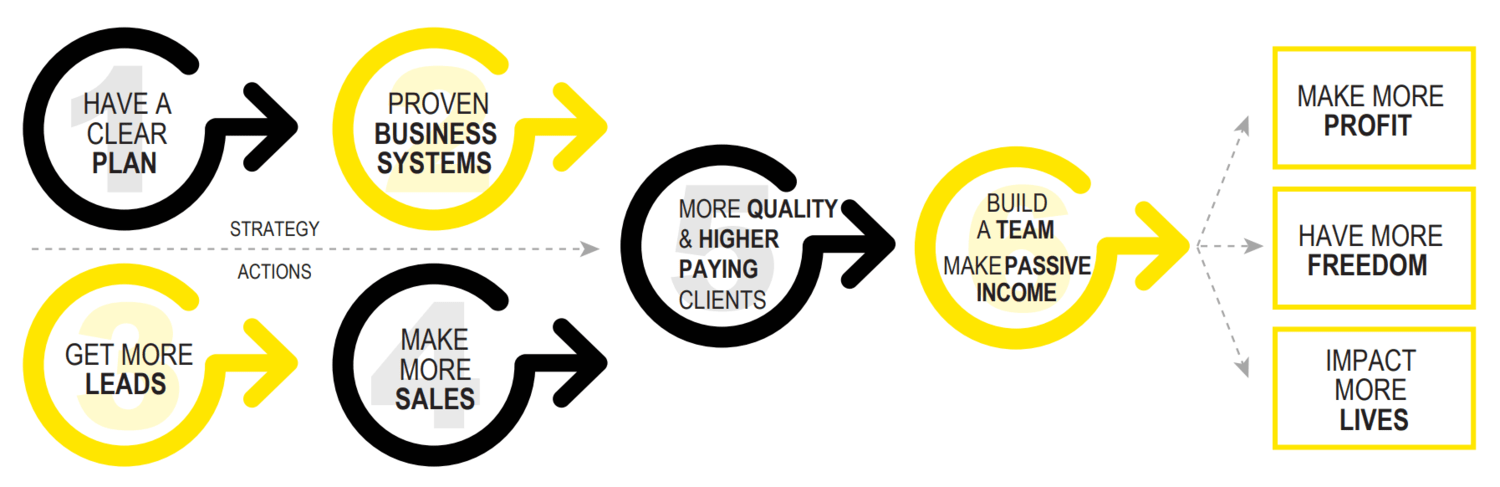 1
HAVE A
CLEAR
PLAN
2
PROVEN
BUSINESS
SYSTEMS
STRATEGY
ACTIONS
3
GET MORE
LEADS
4
MAKE
MORE
SALES
5
MORE QUALITY
& HIGHER
PAYING
CLIENTS
6
BUILD
A TEAM
MAKE PASSIVE
INCOME
MAKE MORE
PROFIT
HAVE MORE
FREEDOM
IMPACT
MORE
LIVES